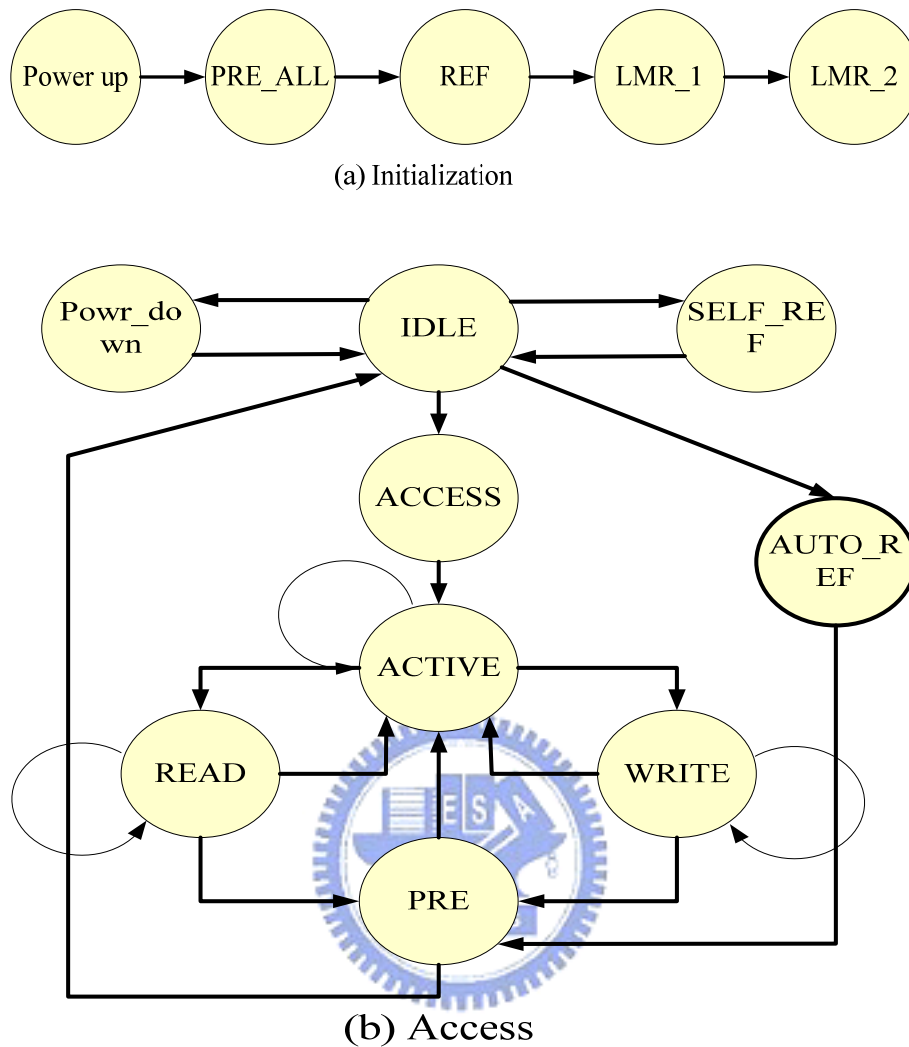 Power up
PRE_ALL
REF
LMR_1
LMR_2
(a) Initialization
Powr_do
wn
IDLE
SELF_RE
F
ACCESS
AUTO_R
EF
ACTIVE
READ
WRITE
E S A
PRE
(b) Access